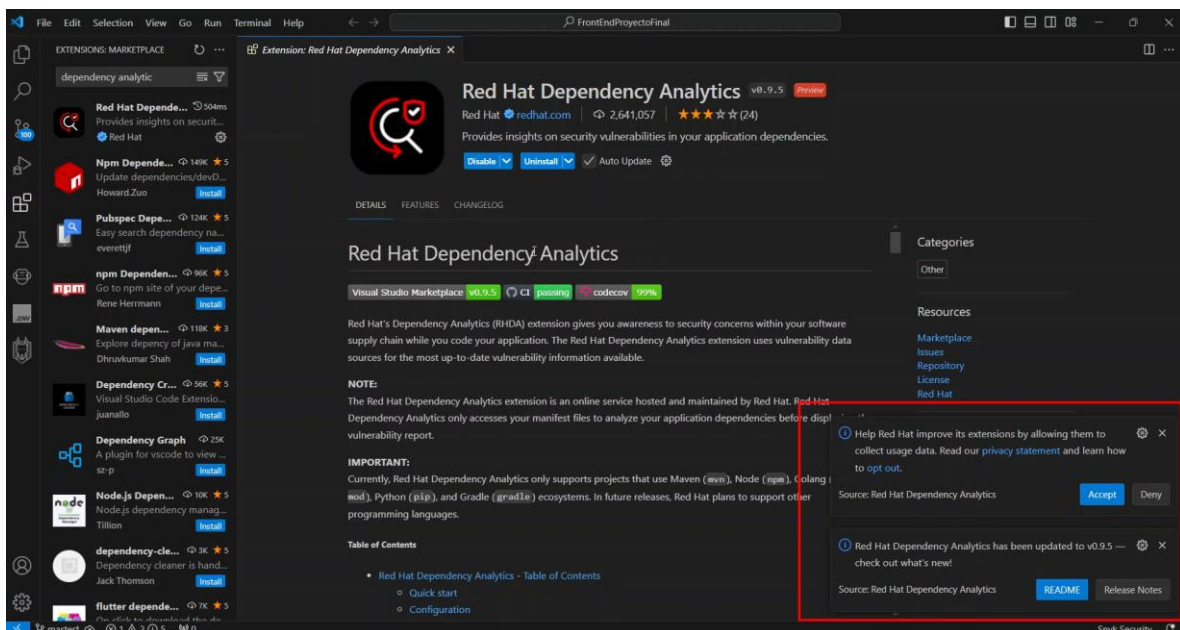 File Edit Selection View Go Run Terminal Help
FrontEndProyectoFinal
EXTENSIONS: MARKETPLACE
dependency analytic
Red Hat Depende... 504ms
Provides insights on securit...
Red Hat
Npm Depende... 149K ★ 5
Update dependencies/devD...
Howard.Zuo Install
Pubspec Depe... 124K ★ 5
Easy search dependency na...
everettjf Install
npm Dependen... 96K ★ 5
Go to npm site of your depe...
Rene Herrmann Install
Maven depen... 118K ★ 3
Explore depency of java ma...
Dhruvkumar Shah Install
Dependency Cr... 56K ★ 5
Visual Studio Code Extensio...
juanallo Install
Dependency Graph 25K
A plugin for vscode to view ...
sz-p Install
Node.js Depen... 10K ★ 5
Node.js dependency manag...
Tillion Install
dependency-cle... 3K ★ 5
Dependency cleaner is hand...
Jack Thomson Install
flutter depende... 7K ★ 5
On click to download the de...
100
npm
node
.ENV
Extension: Red Hat Dependency Analytics
Red Hat Dependency Analytics v0.9.5 Preview
Red Hat redhat.com 2,641,057 ★★★☆☆ (24)
Provides insights on security vulnerabilities in your application dependencies.
Disable Uninstall Auto Update
DETAILS FEATURES CHANGELOG
Red Hat Dependency Analytics
Visual Studio Marketplace v0.9.5 CI passing codecov 99%
Red Hat's Dependency Analytics (RHDA) extension gives you awareness to security concerns within your software
supply chain while you code your application. The Red Hat Dependency Analytics extension uses vulnerability data
sources for the most up-to-date vulnerability information available.
NOTE:
The Red Hat Dependency Analytics extension is an online service hosted and maintained by Red Hat. Red Hat
Dependency Analytics only accesses your manifest files to analyze your application dependencies before
vulnerability report.
IMPORTANT:
Currently, Red Hat Dependency Analytics only supports projects that use Maven (mvn), Node (npm), Golang
mod), Python (pip), and Gradle (gradle) ecosystems. In future releases, Red Hat plans to support other
programming languages.
Table of Contents
Red Hat Dependency Analytics - Table of Contents
Quick start
Configuration
Categories
Other
Resources
Marketplace
Issues
Repository
License
Red Hat
Help Red Hat improve its extensions by allowing them to
collect usage data. Read our privacy statement and learn how
to opt out.
Source: Red Hat Dependency Analytics Accept Deny
Red Hat Dependency Analytics has been updated to v0.9.5 —
check out what's new!
Source: Red Hat Dependency Analytics README Release Notes
1 2 5 0
Snyk Security